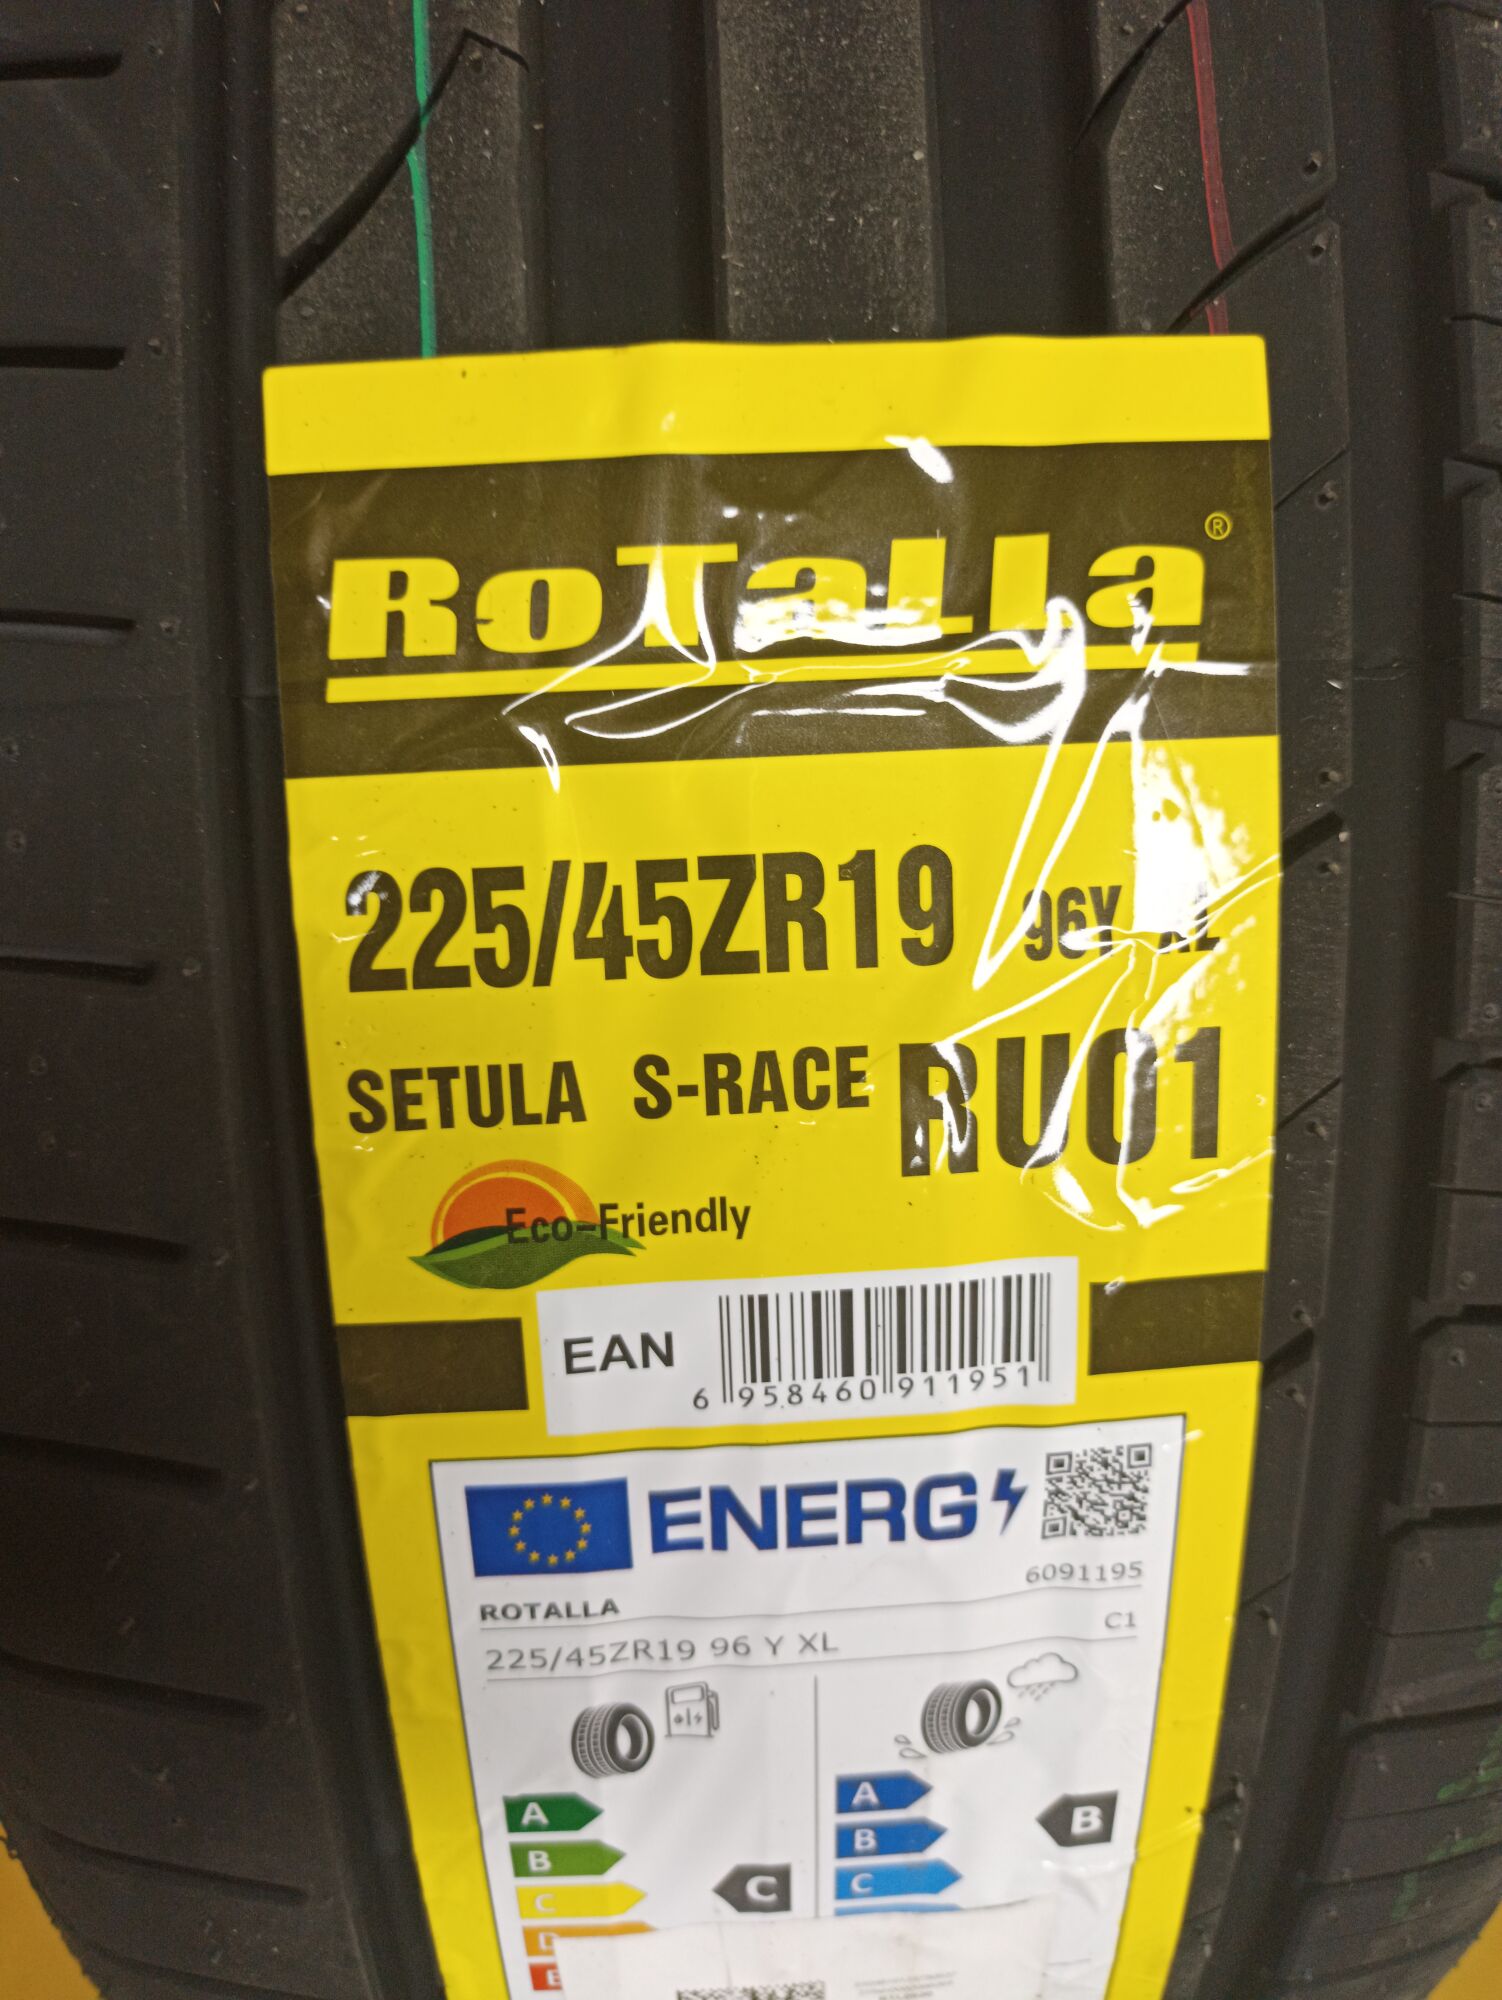 RoTaLLa®
225/45ZR19 96Y XL
SETULA S-RACE RU01
Eco-Friendly
EAN
6 958460 911951
ENERG
6091195
ROTALLA
C1
225/45ZR19 96 Y XL
A
B
C
D
E
C
A
B
C
B